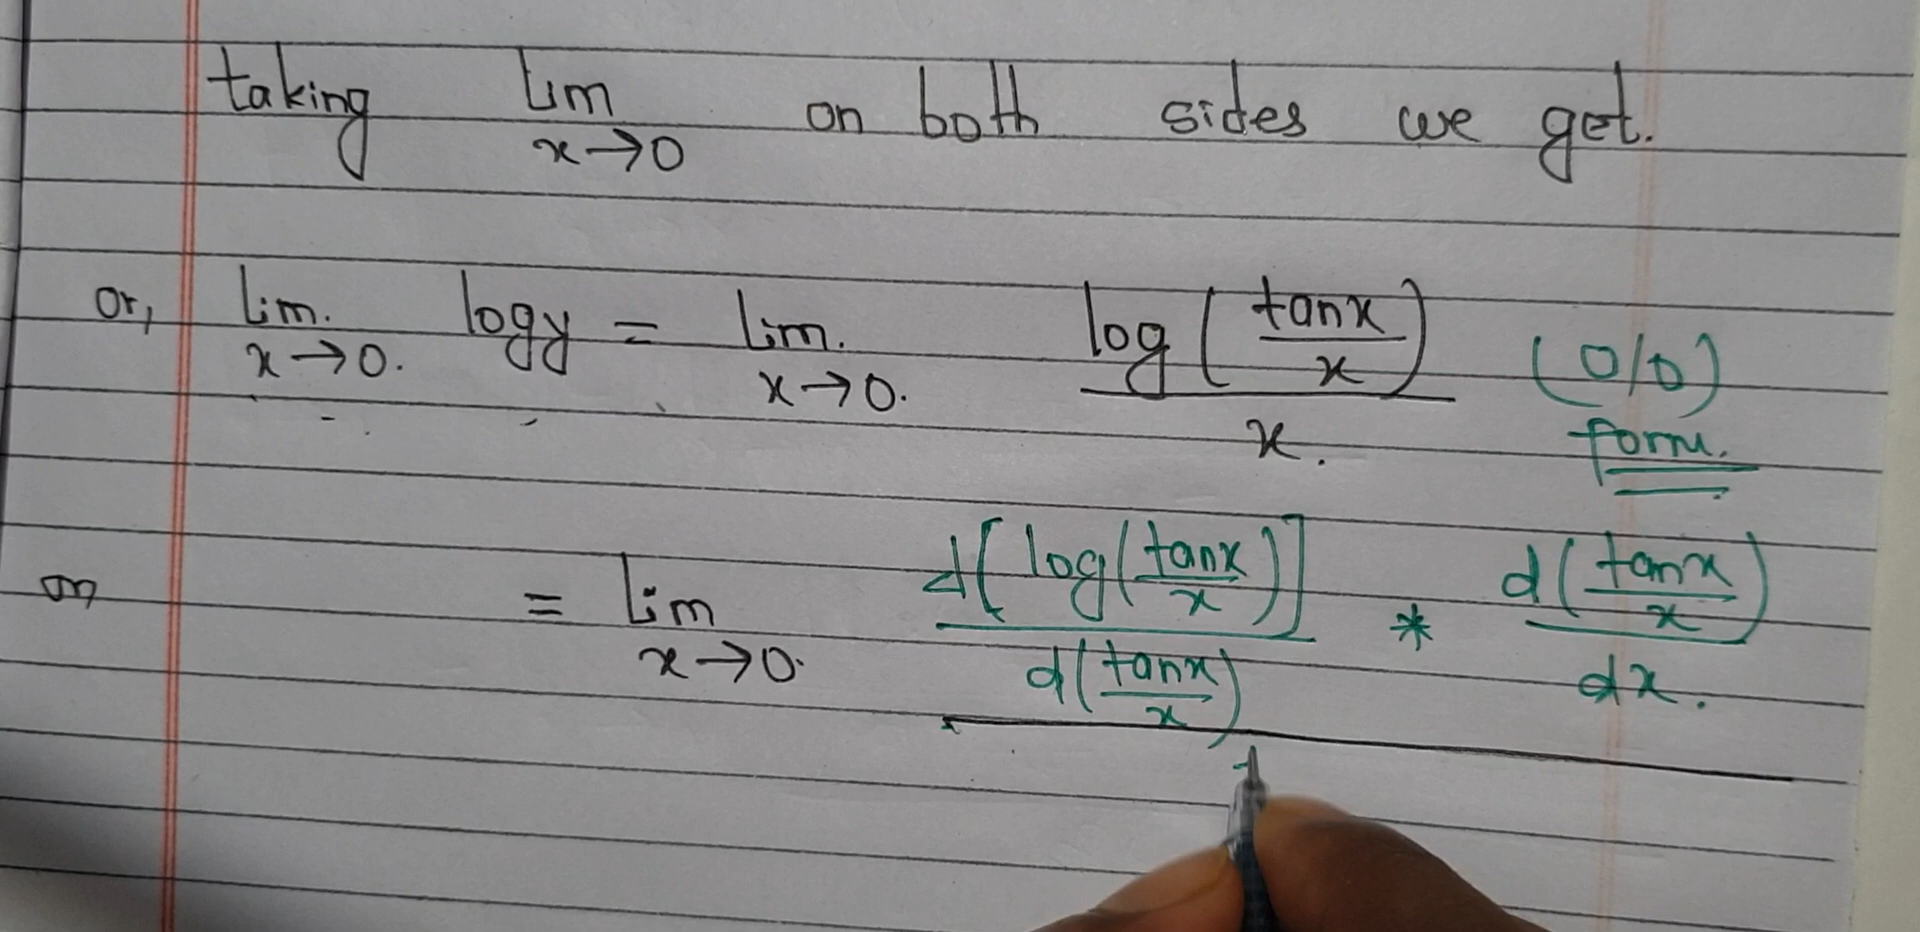 taking lim x→0 on both sides we get.
or, lim. x→0. logy = lim. x→0. log(tanx/x)/x. (0/0) form.
or = lim x→0. d[log(tanx/x)]/d(tanx/x) * d(tanx/x)/dx.